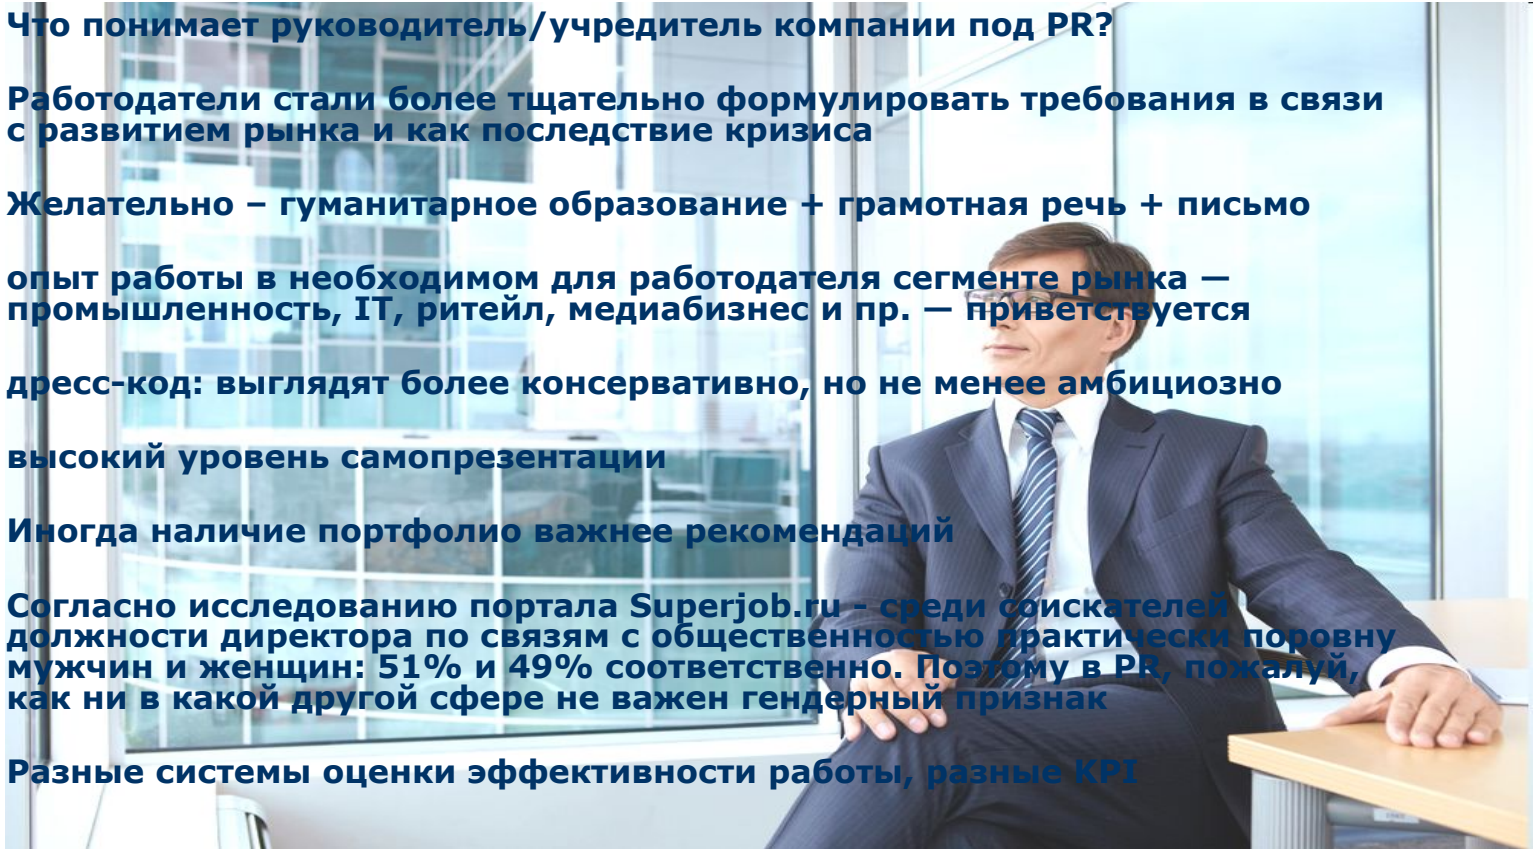 Что понимает руководитель/учредитель компании под PR?
Работодатели стали более тщательно формулировать требования в связи
с развитием рынка и как последствие кризиса
Желательно – гуманитарное образование + грамотная речь + письмо
опыт работы в необходимом для работодателя сегменте рынка —
промышленность, IT, ритейл, медиабизнес и пр. — приветствуется
дресс-код: выглядят более консервативно, но не менее амбициозно
высокий уровень самопрезентации
Иногда наличие портфолио важнее рекомендаций
Согласно исследованию портала Superjob.ru - среди соискателей
должности директора по связям с общественностью практически поровну
мужчин и женщин: 51% и 49% соответственно. Поэтому в PR, пожалуй,
как ни в какой другой сфере не важен гендерный признак
Разные системы оценки эффективности работы, разные KPI